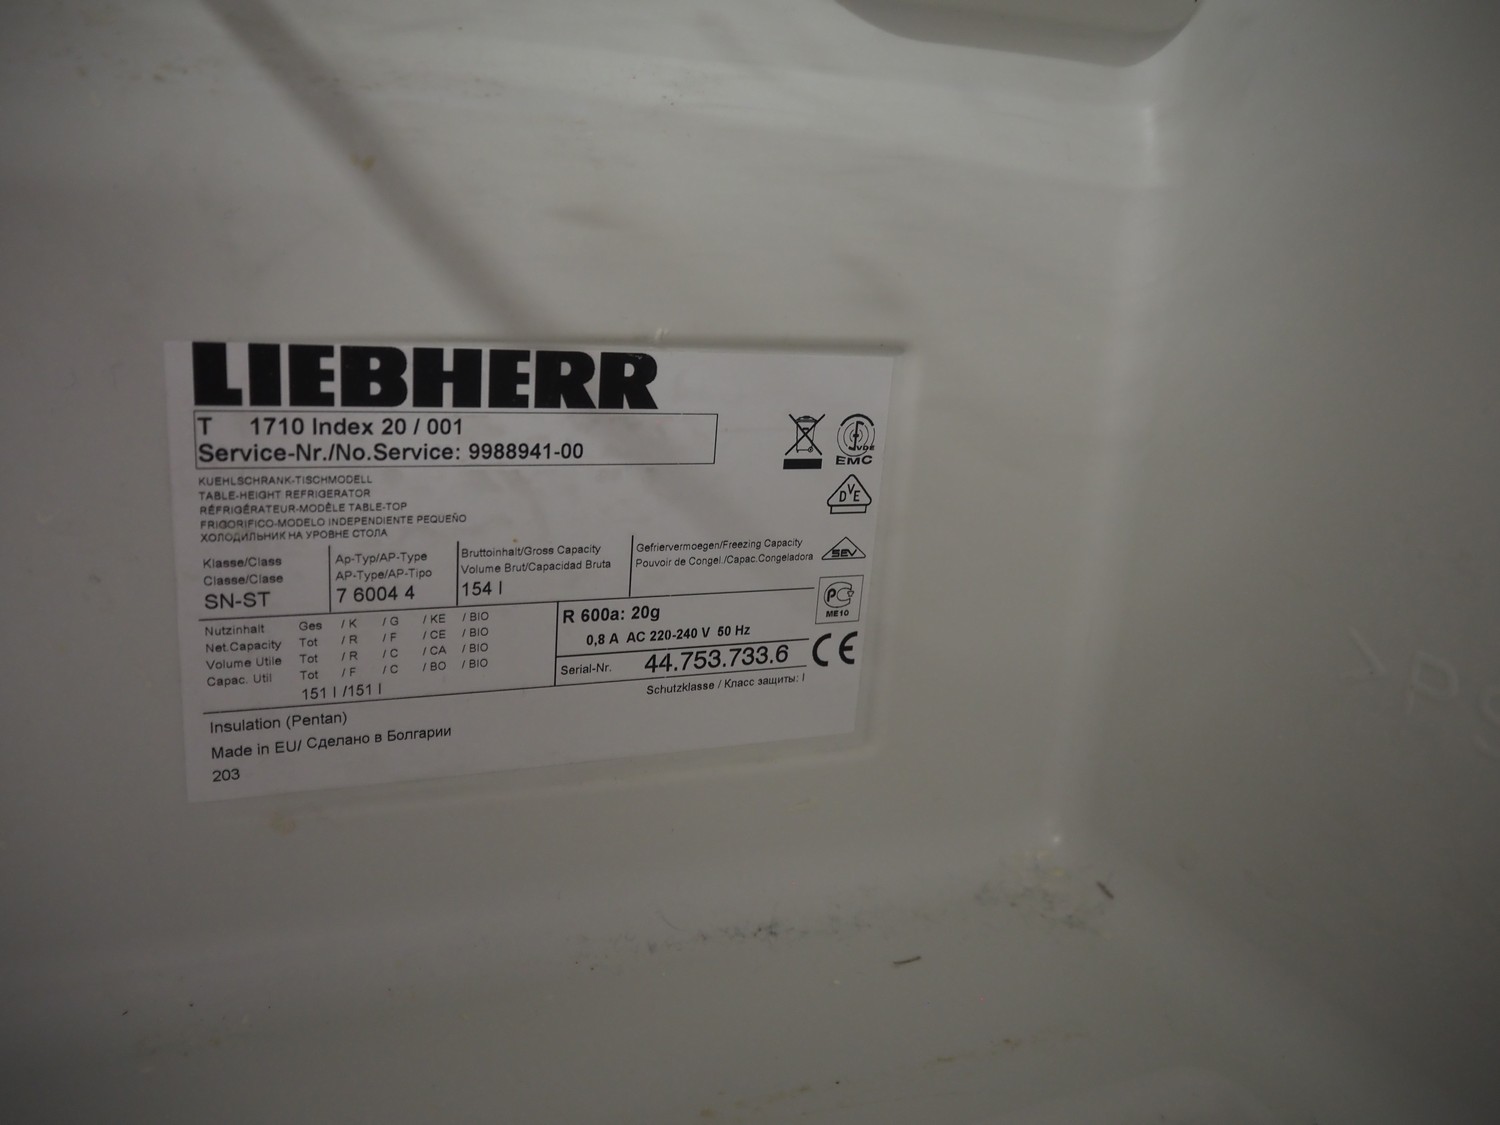 LIEBHERR
T 1710 Index 20 / 001
Service-Nr./No.Service: 9988941-00
KUEHLSCHRANK-TISCHMODELL
TABLE-HEIGHT REFRIGERATOR
RÉFRIGÉRATEUR-MODÈLE TABLE-TOP
FRIGORIFICO-MODELO INDEPENDIENTE PEQUEÑO
ХОЛОДИЛЬНИК НА УРОВНЕ СТОЛА
VDE
EMC
DVE
SEV
PC
ME10
CE
Klasse/Class
Classe/Clase
SN-ST
Ap-Typ/AP-Type
AP-Type/AP-Tipo
7 6004 4
Bruttoinhalt/Gross Capacity
Volume Brut/Capacidad Bruta
154 l
Gefriervermoegen/Freezing Capacity
Pouvoir de Congel./Capac.Congeladora
Nutzinhalt Ges / K / G / KE / BIO
Net.Capacity Tot / R / F / CE / BIO
Volume Utile Tot / R / C / CA / BIO
Capac. Util Tot / F / C / BO / BIO
151 l /151 l
R 600a: 20g
0,8 A AC 220-240 V 50 Hz
Serial-Nr. 44.753.733.6
Schutzklasse / Класс защиты: I
Insulation (Pentan)
Made in EU/ Сделано в Болгарии
203